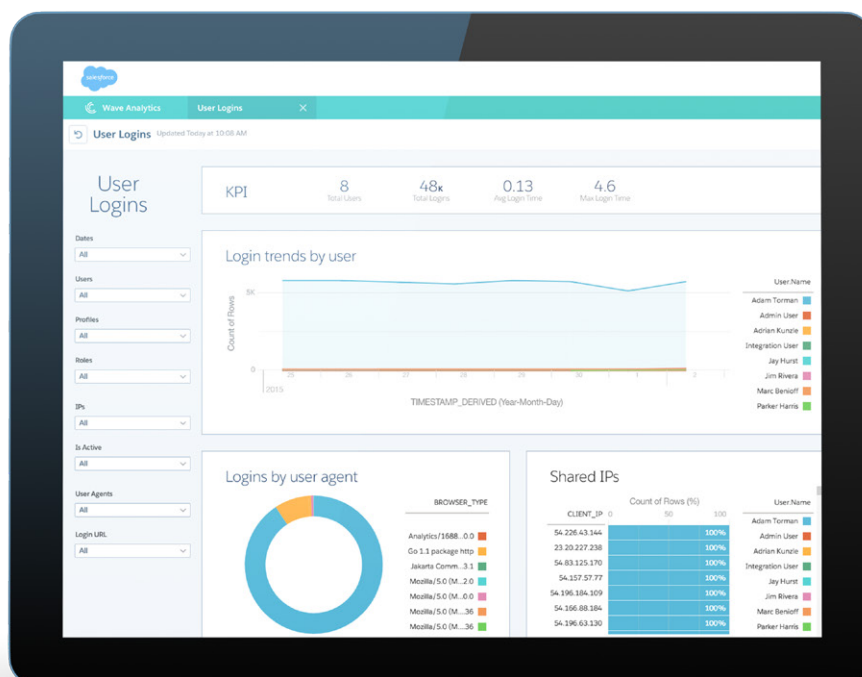 salesforce
Wave Analytics
User Logins
User Logins
Updated Today at 10:08 AM
User
Logins
Dates
All
Users
All
Profiles
All
Roles
All
IPs
All
Is Active
All
User Agents
All
Login URL
All
KPI
8
Total Users
48K
Total Logins
0.13
Avg Login Time
4.6
Max Login Time
Login trends by user
Count of Rows
5K
0
25
26
27
28
29
30
2015
TIMESTAMP_DERIVED (Year-Month-Day)
User.Name
Adam Torman
Admin User
Adrian Kunzle
Integration User
Jay Hurst
Jim Rivera
Marc Benioff
Parker Harris
Logins by user agent
BROWSER_TYPE
Analytics/1688...0.0
Go 1.1 package http
Jakarta Comm...3.1
Mozilla/5.0 (M...2.0
Mozilla/5.0 (M...0.0
Mozilla/5.0 (M...36
Mozilla/5.0 (M...36
Shared IPs
Count of Rows (%)
CLIENT_IP 0 50 100
54.226.43.144 100%
23.20.227.238 100%
54.83.125.170 100%
54.157.57.77 100%
54.196.184.109 100%
54.166.88.184 100%
54.196.63.130 100%
User.Name
Adam Torman
Admin User
Adrian Kunzle
Integration User
Jay Hurst
Jim Rivera
Marc Benioff
Parker Harris